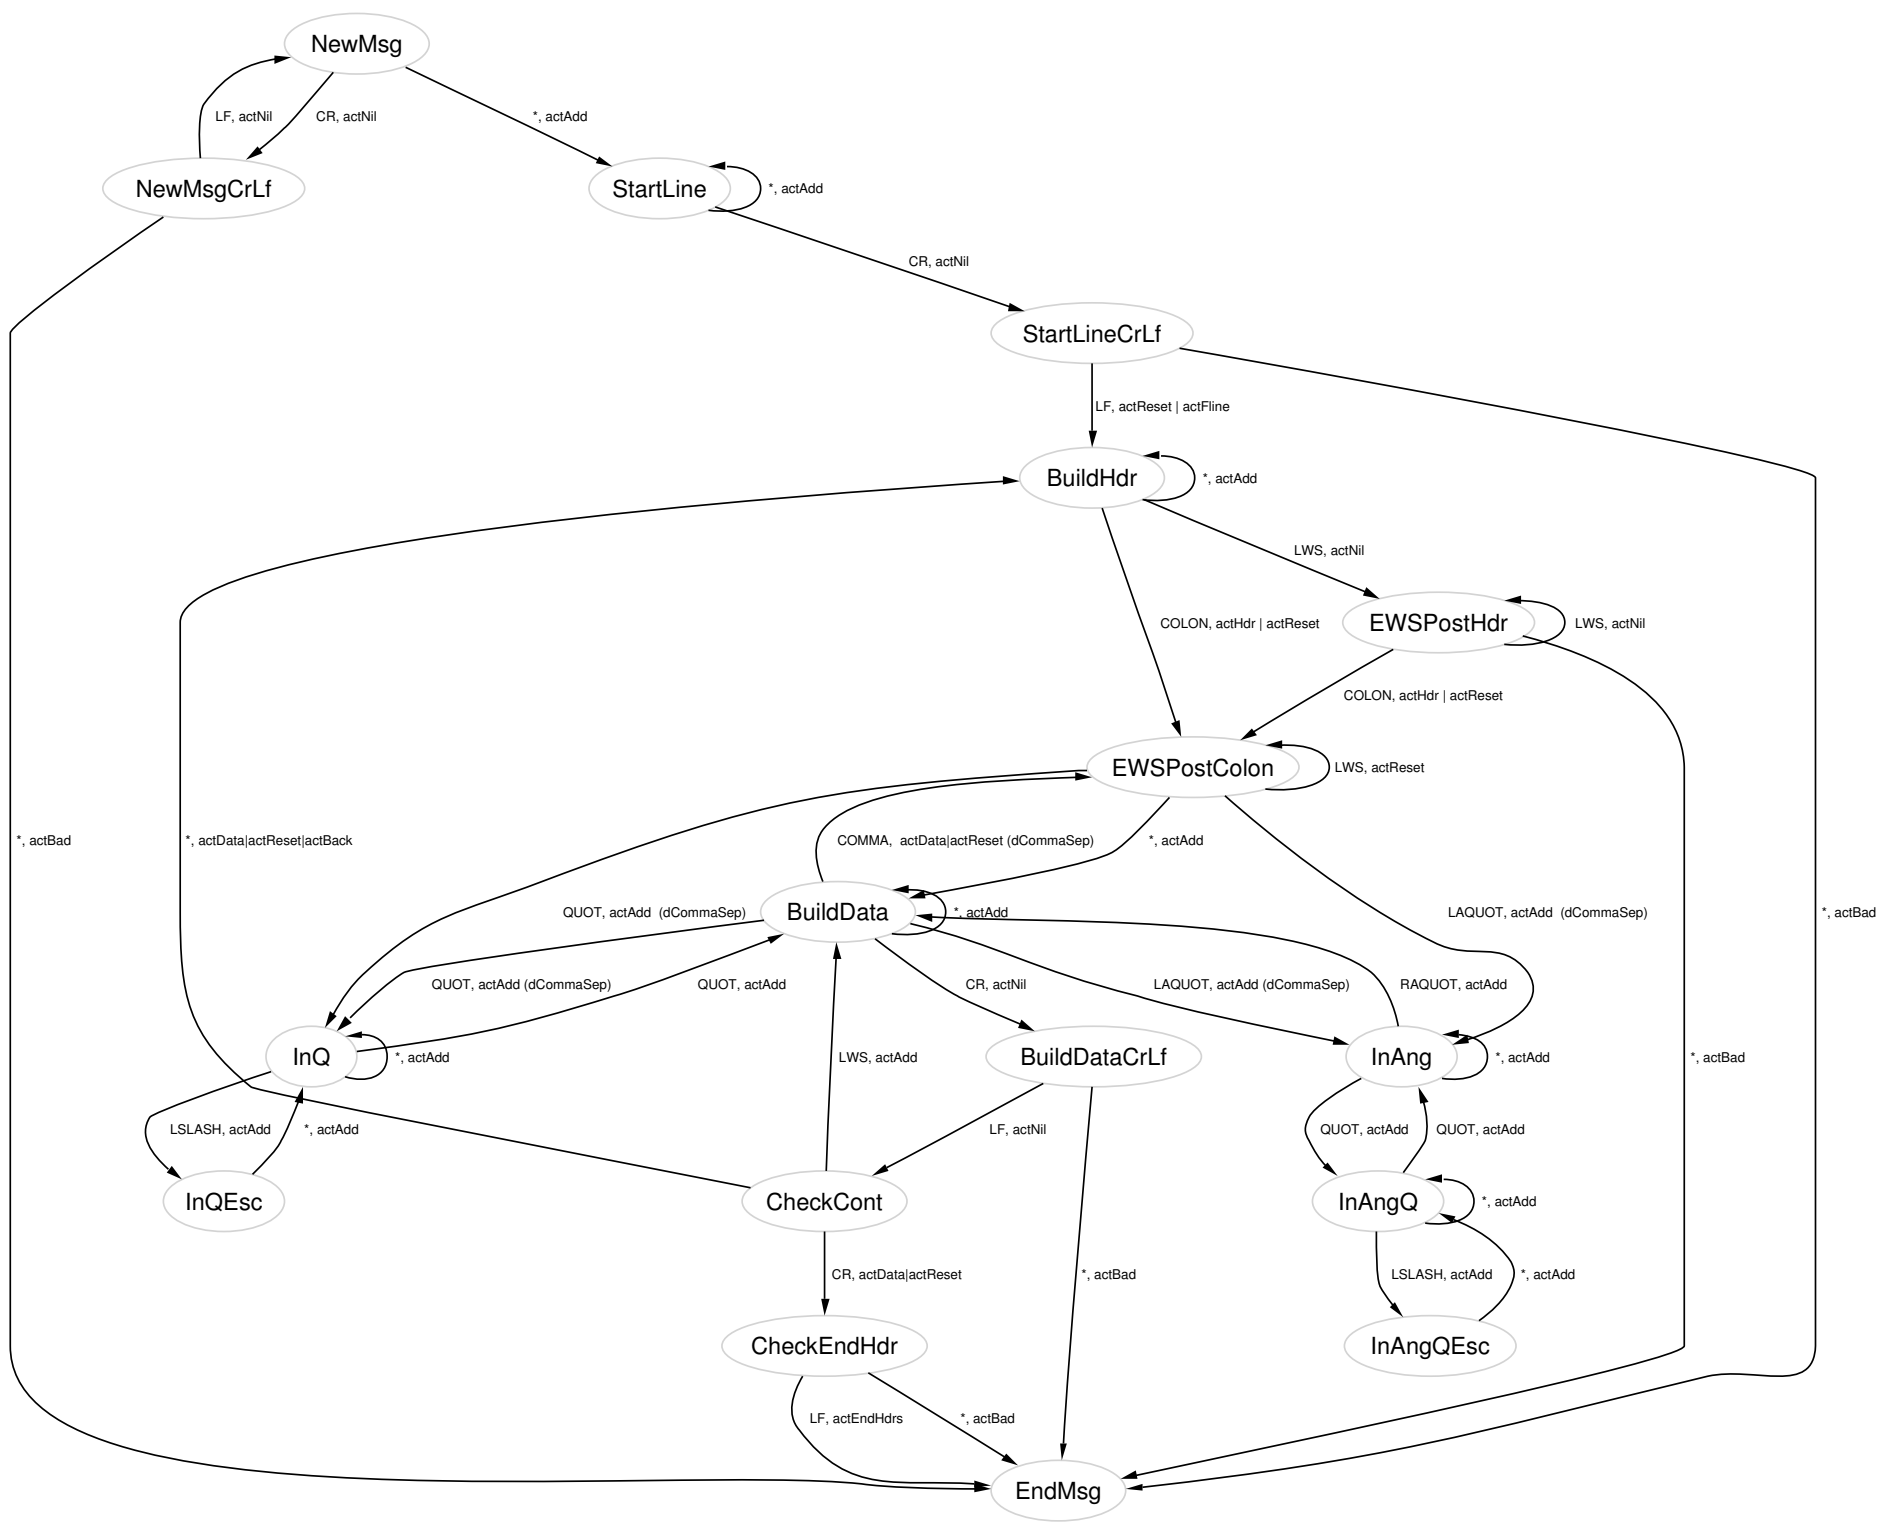 NewMsg
LF, actNil
CR, actNil
*, actAdd
NewMsgCrLf
StartLine
*, actAdd
CR, actNil
StartLineCrLf
LF, actReset | actFline
BuildHdr
*, actAdd
LWS, actNil
COLON, actHdr | actReset
EWSPostHdr
LWS, actNil
COLON, actHdr | actReset
EWSPostColon
LWS, actReset
*, actBad
*, actData|actReset|actBack
COMMA,  actData|actReset (dCommaSep)
*, actAdd
QUOT, actAdd  (dCommaSep)
BuildData
*, actAdd
LAQUOT, actAdd  (dCommaSep)
*, actBad
QUOT, actAdd (dCommaSep)
QUOT, actAdd
CR, actNil
LAQUOT, actAdd (dCommaSep)
RAQUOT, actAdd
InQ
*, actAdd
LWS, actAdd
BuildDataCrLf
InAng
*, actAdd
*, actBad
LSLASH, actAdd
*, actAdd
LF, actNil
QUOT, actAdd
QUOT, actAdd
InQEsc
CheckCont
InAngQ
*, actAdd
CR, actData|actReset
*, actBad
LSLASH, actAdd
*, actAdd
CheckEndHdr
InAngQEsc
LF, actEndHdrs
*, actBad
EndMsg